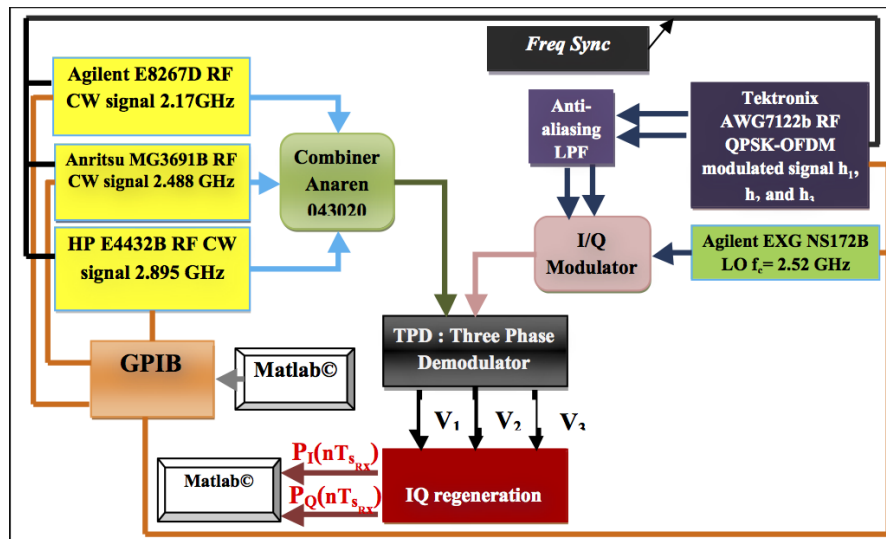 Freq Sync
Agilent E8267D RF
CW signal 2.17GHz
Anritsu MG3691B RF
CW signal 2.488 GHz
HP E4432B RF CW
signal 2.895 GHz
Combiner
Anaren
043020
Anti-
aliasing
LPF
Tektronix
AWG7122b RF
QPSK-OFDM
modulated signal h1,
h2 and h3
I/Q
Modulator
Agilent EXG NS172B
LO fc= 2.52 GHz
GPIB
Matlab©
TPD : Three Phase
Demodulator
V1 V2 V3
PI(nTsRx)
PQ(nTsRx)
Matlab©
IQ regeneration